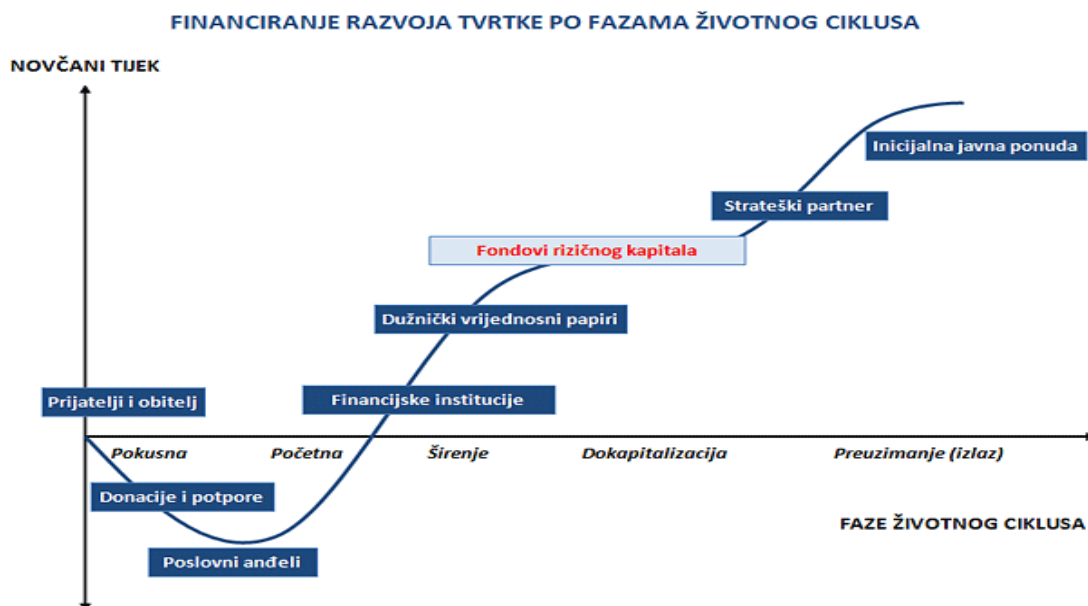 FINANCIRANJE RAZVOJA TVRTKE PO FAZAMA ŽIVOTNOG CIKLUSA
NOVČANI TIJEK
Inicijalna javna ponuda
Strateški partner
Fondovi rizičnog kapitala
Dužnički vrijednosni papiri
Financijske institucije
Prijatelji i obitelj
Pokusna
Početna
Širenje
Dokapitalizacija
Preuzimanje (izlaz)
Donacije i potpore
FAZE ŽIVOTNOG CIKLUSA
Poslovni anđeli